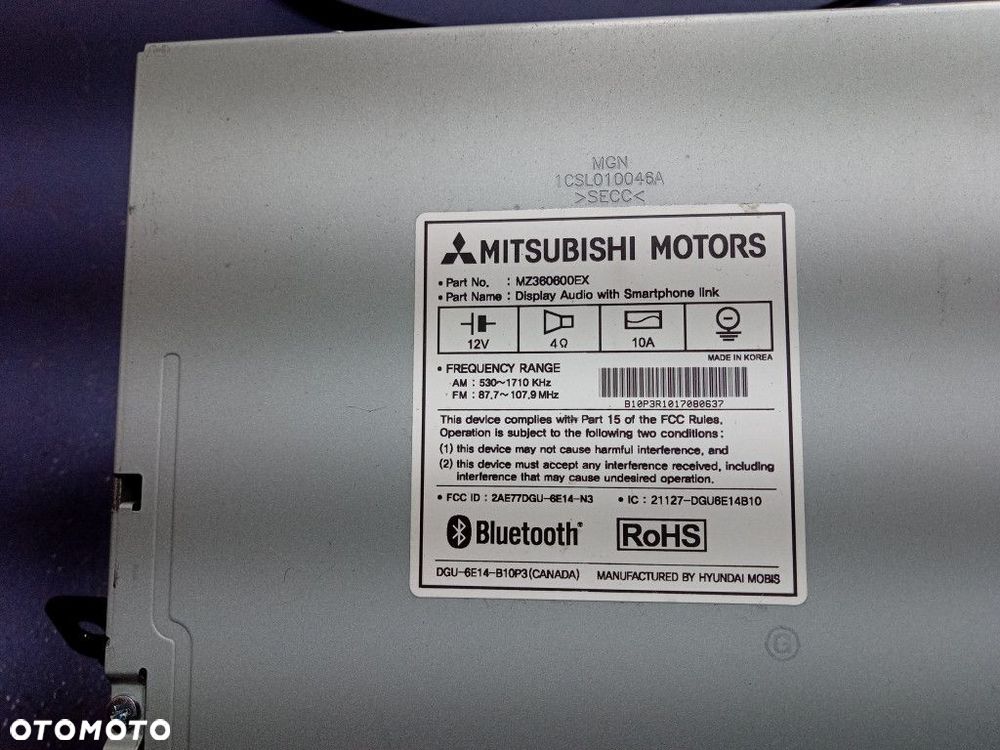 MGN
1CSL010046A
>SECC<
MITSUBISHI MOTORS
• Part No. : MZ360600EX
• Part Name : Display Audio with Smartphone link
12V 4Ω 10A
MADE IN KOREA
• FREQUENCY RANGE
AM : 530~1710 KHz
FM : 87.7~107.9 MHz
B10P3R1017080637
This device complies with Part 15 of the FCC Rules.
Operation is subject to the following two conditions :
(1) this device may not cause harmful interference, and
(2) this device must accept any interference received, including
interference that may cause undesired operation.
• FCC ID : 2AE77DGU-6E14-N3 • IC : 21127-DGU6E14B10
Bluetooth® RoHS
DGU-6E14-B10P3(CANADA) MANUFACTURED BY HYUNDAI MOBIS
G
OTOMOTO